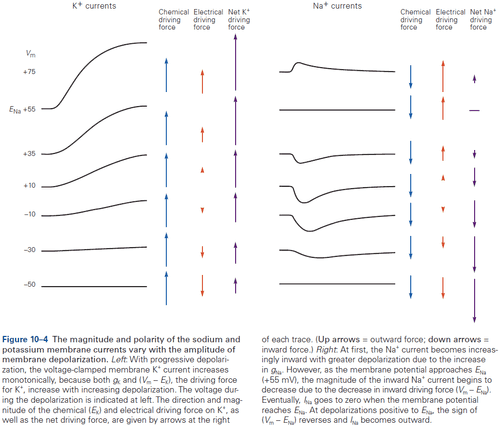 K+ currents
Na+ currents
Chemical driving force
Electrical driving force
Net K+ driving force
Chemical driving force
Electrical driving force
Net Na+ driving force
Vm
+75
ENa +55
+35
+10
−10
−30
−50
Figure 10–4 The magnitude and polarity of the sodium and
potassium membrane currents vary with the amplitude of
membrane depolarization. Left: With progressive depolari-
zation, the voltage-clamped membrane K+ current increases
monotonically, because both gK and (Vm − EK), the driving force
for K+, increase with increasing depolarization. The voltage dur-
ing the depolarization is indicated at left. The direction and mag-
nitude of the chemical (EK) and electrical driving force on K+, as
well as the net driving force, are given by arrows at the right
of each trace. (Up arrows = outward force; down arrows =
inward force.) Right: At first, the Na+ current becomes increas-
ingly inward with greater depolarization due to the increase
in gNa. However, as the membrane potential approaches ENa
(+55 mV), the magnitude of the inward Na+ current begins to
decrease due to the decrease in inward driving force (Vm − ENa).
Eventually, INa goes to zero when the membrane potential
reaches ENa. At depolarizations positive to ENa, the sign of
(Vm − ENa) reverses and INa becomes outward.